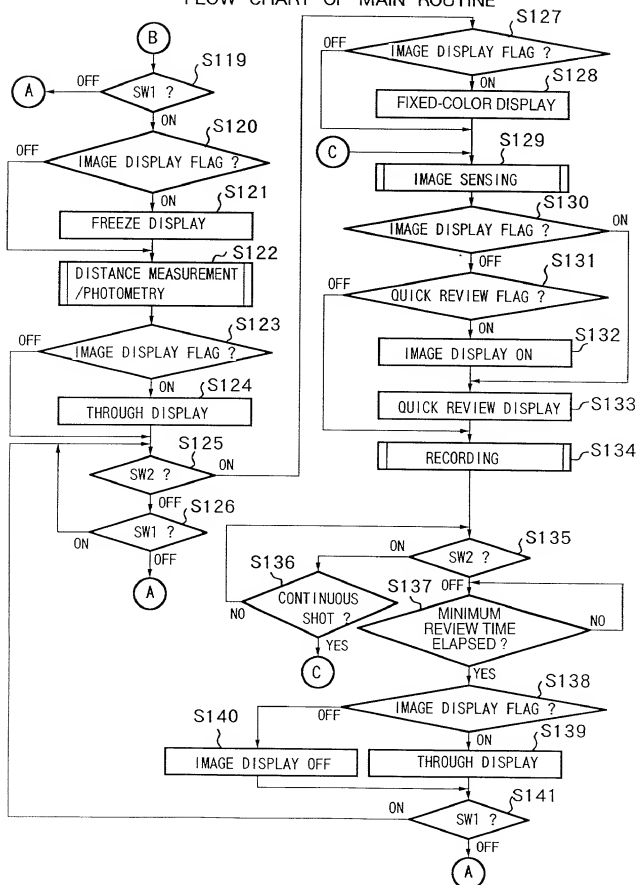 FLOW CHART OF MAIN ROUTINE
B
S119
OFF
A
SW1 ?
ON
S120
OFF
IMAGE DISPLAY FLAG ?
ON
S121
FREEZE DISPLAY
S122
DISTANCE MEASUREMENT
/PHOTOMETRY
S123
OFF
IMAGE DISPLAY FLAG ?
ON
S124
THROUGH DISPLAY
S125
SW2 ?
ON
OFF
S126
SW1 ?
ON
OFF
A
S127
IMAGE DISPLAY FLAG ?
OFF
ON
S128
FIXED-COLOR DISPLAY
C
S129
IMAGE SENSING
S130
IMAGE DISPLAY FLAG ?
ON
OFF
S131
OFF
QUICK REVIEW FLAG ?
ON
S132
IMAGE DISPLAY ON
QUICK REVIEW DISPLAY
S133
RECORDING
S134
S135
ON
SW2 ?
OFF
S136
CONTINUOUS
SHOT ?
NO
YES
C
S137
MINIMUM
REVIEW TIME
ELAPSED ?
NO
YES
S138
IMAGE DISPLAY FLAG ?
OFF
ON
S140
IMAGE DISPLAY OFF
S139
THROUGH DISPLAY
S141
ON
SW1 ?
OFF
A